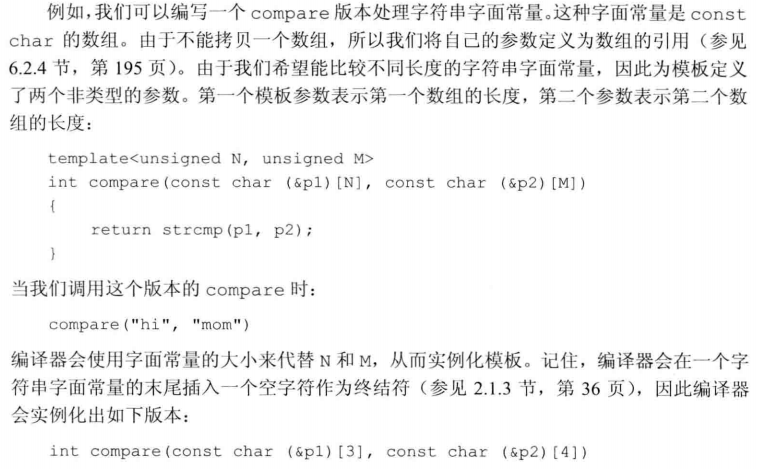 例如，我们可以编写一个 compare 版本处理字符串字面常量。这种字面常量是 const
char 的数组。由于不能拷贝一个数组，所以我们将自己的参数定义为数组的引用（参见
6.2.4 节，第 195 页）。由于我们希望能比较不同长度的字符串字面常量，因此为模板定义
了两个非类型的参数。第一个模板参数表示第一个数组的长度，第二个参数表示第二个数
组的长度：
template<unsigned N, unsigned M>
int compare(const char (&p1)[N], const char (&p2)[M])
{
return strcmp(p1, p2);
}
当我们调用这个版本的 compare 时：
compare("hi", "mom")
编译器会使用字面常量的大小来代替 N 和 M，从而实例化模板。记住，编译器会在一个字
符串字面常量的末尾插入一个空字符作为终结符（参见 2.1.3 节，第 36 页），因此编译器
会实例化出如下版本：
int compare(const char (&p1)[3], const char (&p2)[4])